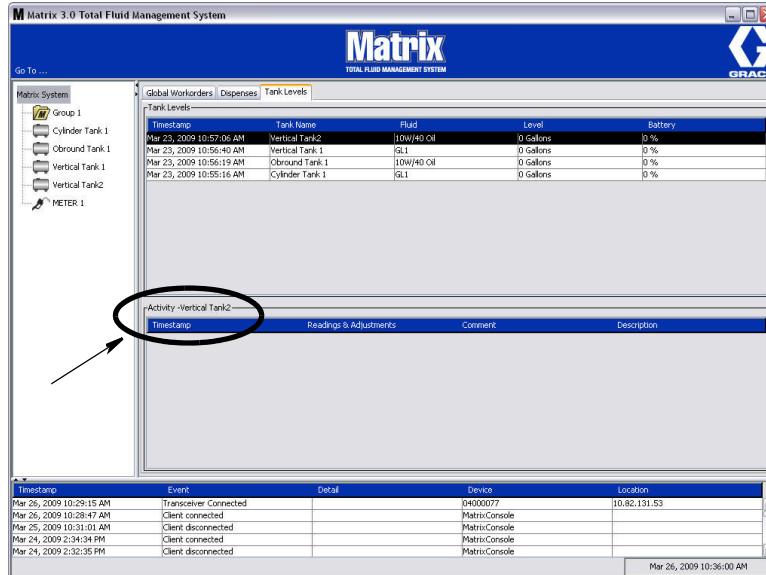 Matrix 3.0 Total Fluid Management System
Matrix
TOTAL FLUID MANAGEMENT SYSTEM
Go To ...
GRAC
Matrix System
Group 1
Cylinder Tank 1
Obround Tank 1
Vertical Tank 1
Vertical Tank2
METER 1
Global Workorders Dispenses Tank Levels
Tank Levels
Timestamp Tank Name Fluid Level Battery
Mar 23, 2009 10:57:06 AM Vertical Tank2 10W/40 Oil 0 Gallons 0 %
Mar 23, 2009 10:56:40 AM Vertical Tank 1 GL1 0 Gallons 0 %
Mar 23, 2009 10:56:19 AM Obround Tank 1 10W/40 Oil 0 Gallons 0 %
Mar 23, 2009 10:55:16 AM Cylinder Tank 1 GL1 0 Gallons 0 %
Activity -Vertical Tank2
Timestamp Readings & Adjustments Comment Description
Timestamp Event Detail Device Location
Mar 26, 2009 10:29:15 AM Transceiver Connected 04000077 10.82.131.53
Mar 26, 2009 10:28:47 AM Client connected MatrixConsole
Mar 25, 2009 10:31:01 AM Client disconnected MatrixConsole
Mar 24, 2009 2:34:34 PM Client connected MatrixConsole
Mar 24, 2009 2:32:35 PM Client disconnected MatrixConsole
Mar 26, 2009 10:36:00 AM